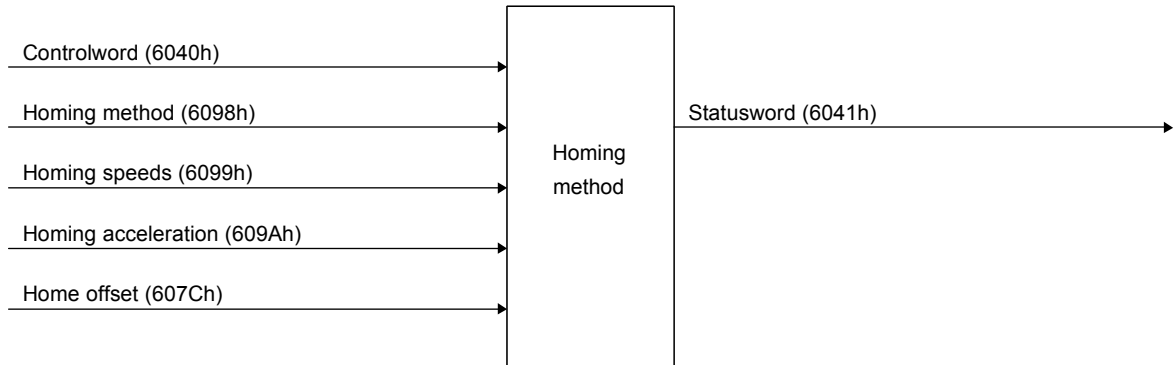 Controlword (6040h)
Homing method (6098h)
Homing speeds (6099h)
Homing acceleration (609Ah)
Home offset (607Ch)
Homing
method
Statusword (6041h)